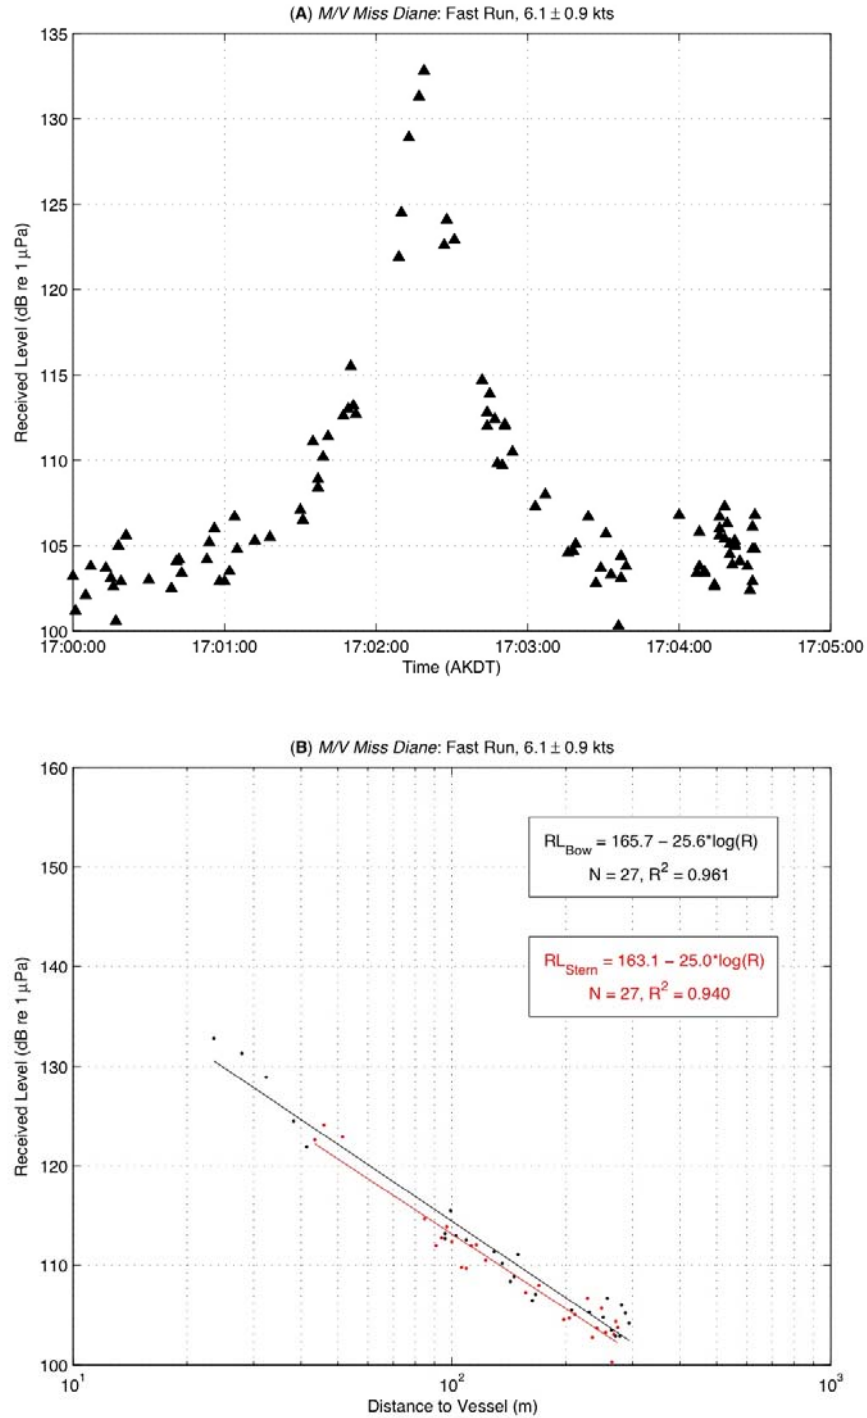 (A) M/V Miss Diane: Fast Run, 6.1 ± 0.9 kts
135
130
125
120
115
110
105
100
Received Level (dB re 1 μPa)
17:00:00 17:01:00 17:02:00 17:03:00 17:04:00 17:05:00
Time (AKDT)
(B) M/V Miss Diane: Fast Run, 6.1 ± 0.9 kts
160
150
140
130
120
110
100
Received Level (dB re 1 μPa)
RL_Bow = 165.7 − 25.6*log(R)
N = 27, R² = 0.961
RL_Stern = 163.1 − 25.0*log(R)
N = 27, R² = 0.940
10¹ 10² 10³
Distance to Vessel (m)